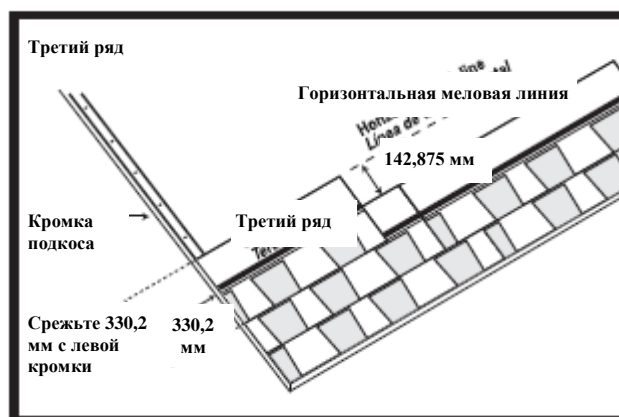 Третий ряд
Горизонтальная меловая линия
142,875 мм
Кромка
подкоса
Третий ряд
Срежьте 330,2
мм с левой
кромки
330,2
мм